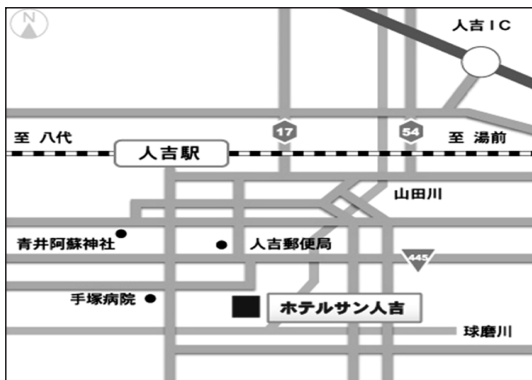 N
人吉IC
17
54
至 八代
人吉駅
至 湯前
山田川
青井阿蘇神社
人吉郵便局
445
手塚病院
ホテルサン人吉
球磨川